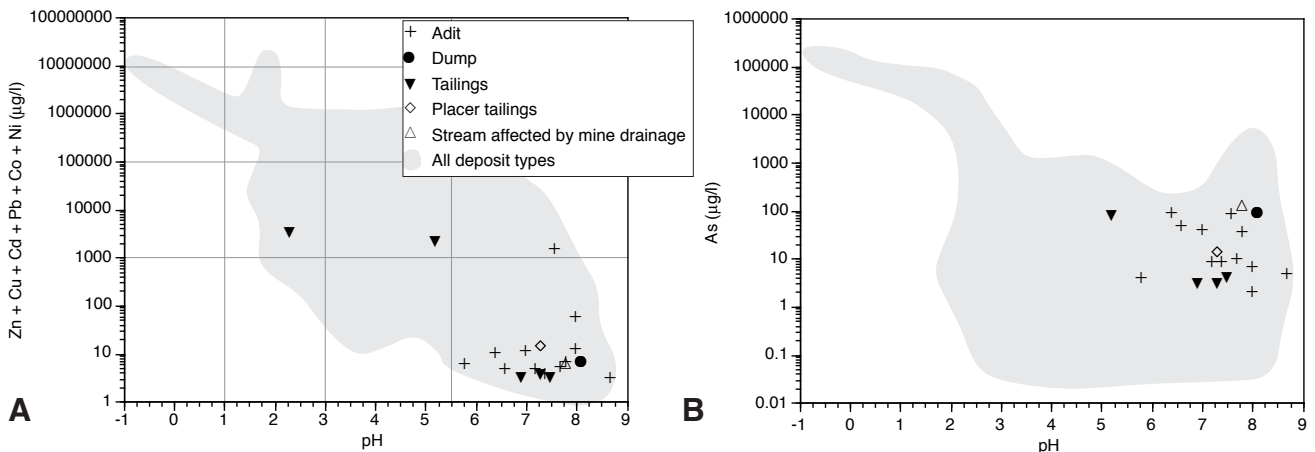 100000000
10000000
1000000
100000
10000
1000
100
10
1
Zn + Cu + Cd + Pb + Co + Ni (µg/l)
-1 0 1 2 3 4 5 6 7 8 9
pH
A
Adit
Dump
Tailings
Placer tailings
Stream affected by mine drainage
All deposit types
1000000
100000
10000
1000
100
10
1
0.1
0.01
As (µg/l)
-1 0 1 2 3 4 5 6 7 8 9
pH
B